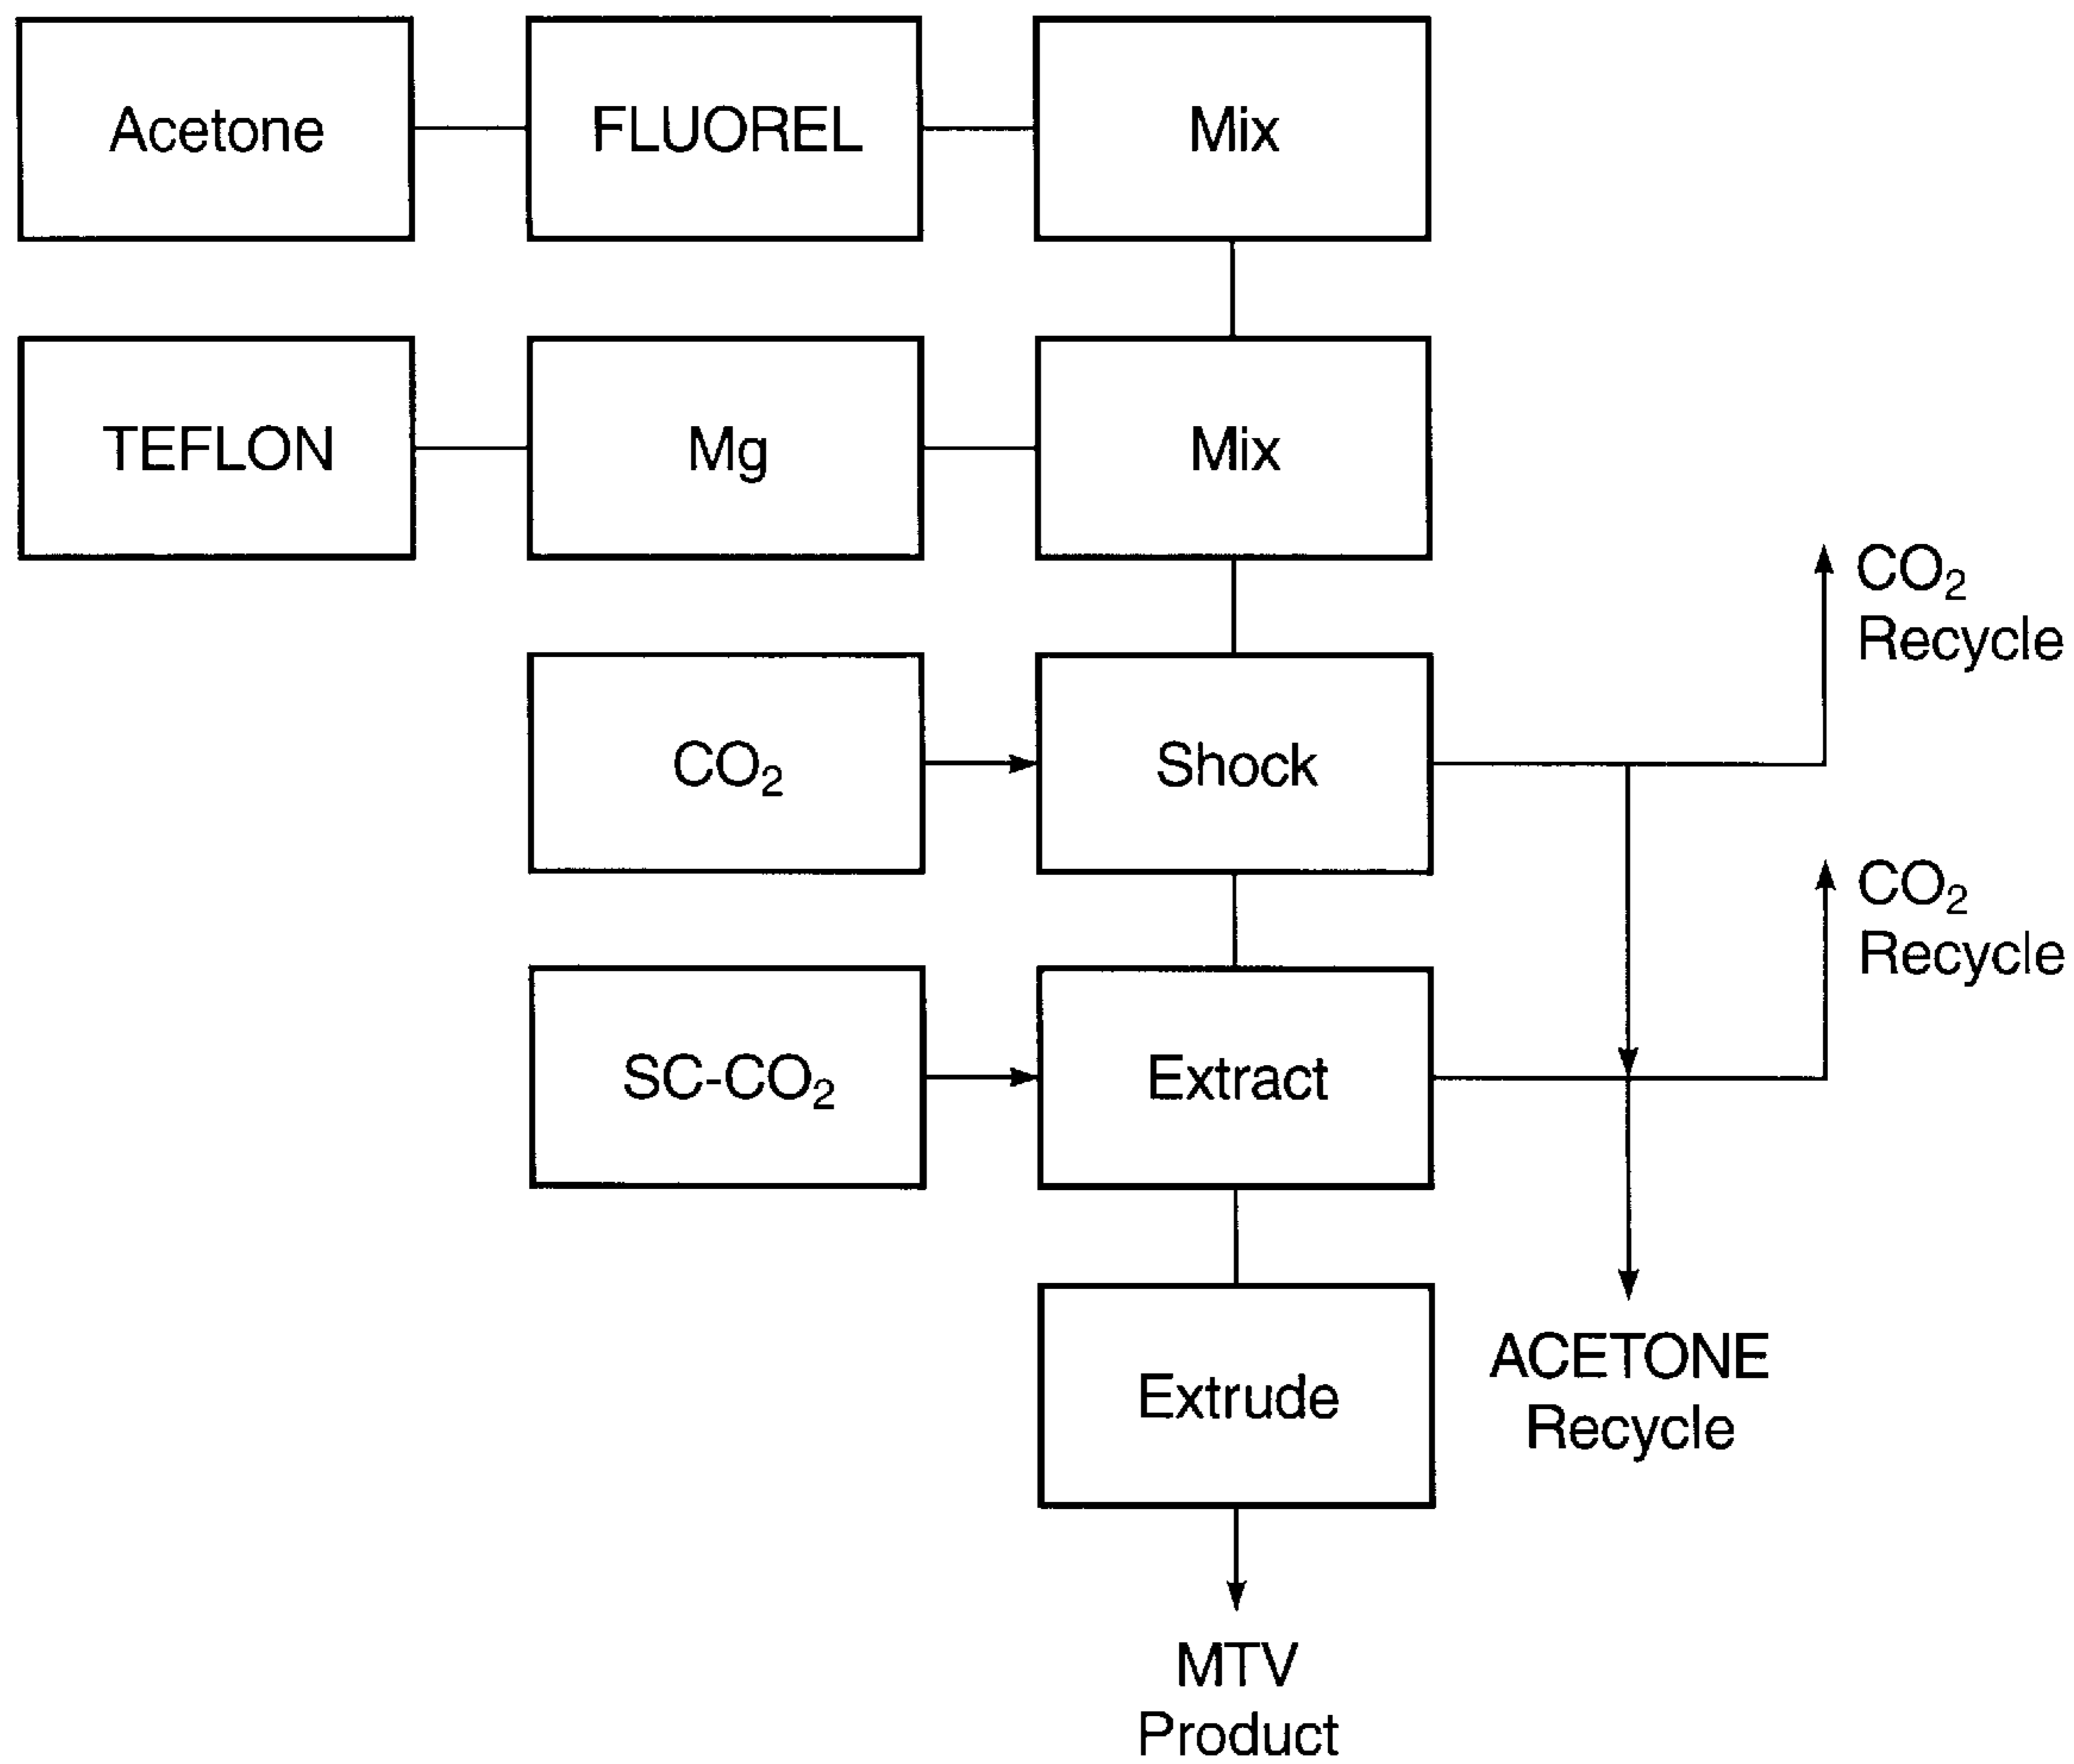 Acetone
FLUOREL
Mix
TEFLON
Mg
Mix
CO₂
Recycle
CO₂
Shock
CO₂
Recycle
SC-CO₂
Extract
Extrude
ACETONE
Recycle
MTV
Product